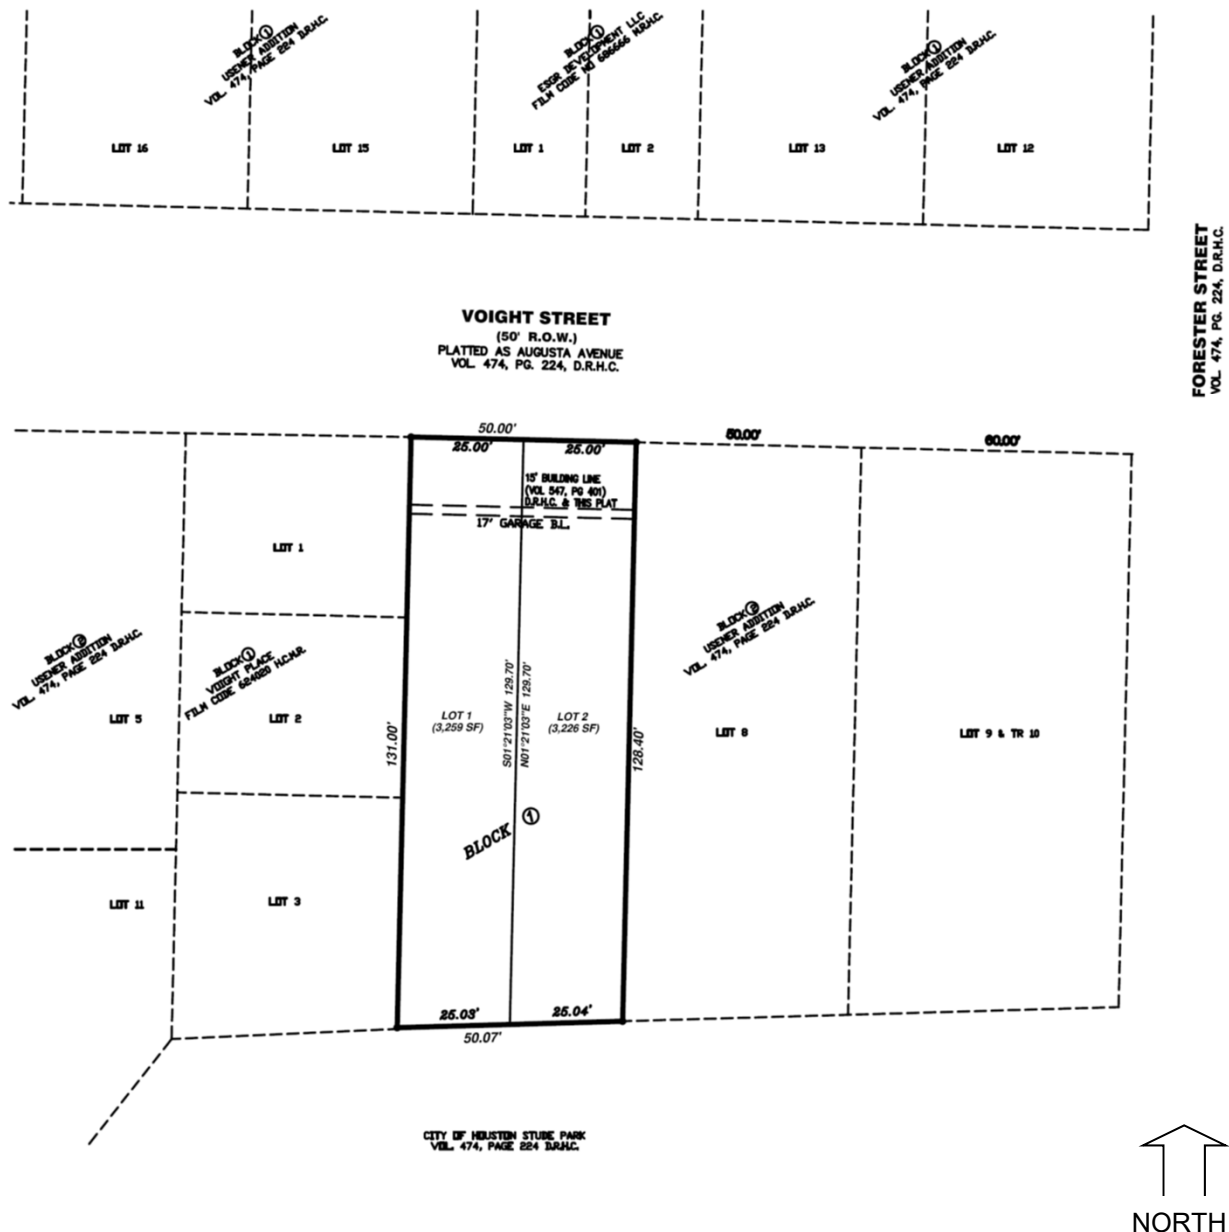 BLOCK 1
USENER ADDITION
VOL. 474, PAGE 224 D.R.H.C.
BLOCK 1
ESGR DEVELOPMENT LLC
FILM CODE NO 686666 M.R.H.C.
BLOCK 1
USENER ADDITION
VOL. 474, PAGE 224 D.R.H.C.
LOT 16
LOT 15
LOT 1
LOT 2
LOT 13
LOT 12
FORESTER STREET
VOL. 474, PG. 224, D.R.H.C.
VOIGHT STREET
(50' R.O.W.)
PLATTED AS AUGUSTA AVENUE
VOL. 474, PG. 224, D.R.H.C.
50.00'
25.00'
25.00'
50.00'
60.00'
15' BUILDING LINE
(VOL 547, PG 401)
D.R.H.C. & THIS PLAT
17' GARAGE B.L.
LOT 1
BLOCK 2
USENER ADDITION
VOL. 474, PAGE 224 D.R.H.C.
BLOCK 1
VOIGHT PLACE
FILM CODE 624020 H.C.M.R.
BLOCK 2
USENER ADDITION
VOL. 474, PAGE 224 D.R.H.C.
LOT 5
LOT 2
131.00'
LOT 1
(3,259 SF)
S01°21'03"W 129.70'
N01°21'03"E 129.70'
LOT 2
(3,226 SF)
128.40'
LOT 8
LOT 9 & TR 10
BLOCK 1
LOT 11
LOT 3
25.03'
25.04'
50.07'
CITY OF HOUSTON STUDE PARK
VOL. 474, PAGE 224 D.R.H.C.
NORTH